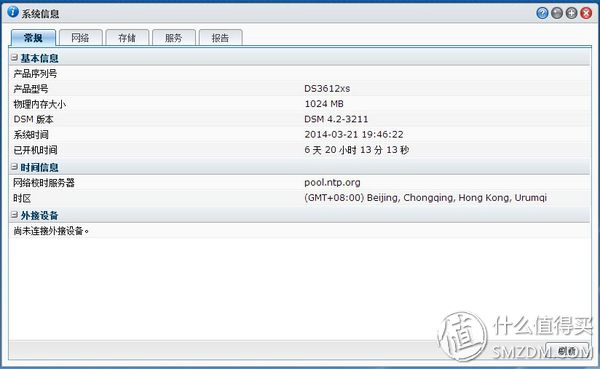 系统信息
常规 网络 存储 服务 报告
基本信息
产品序列号
产品型号 DS3612xs
物理内存大小 1024 MB
DSM 版本 DSM 4.2-3211
系统时间 2014-03-21 19:46:22
已开机时间 6 天 20 小时 13 分 13 秒
时间信息
网络校时服务器 pool.ntp.org
时区 (GMT+08:00) Beijing, Chongqing, Hong Kong, Urumqi
外接设备
尚未连接外接设备。
值 什么值得买
SMZDM.COM
刷新